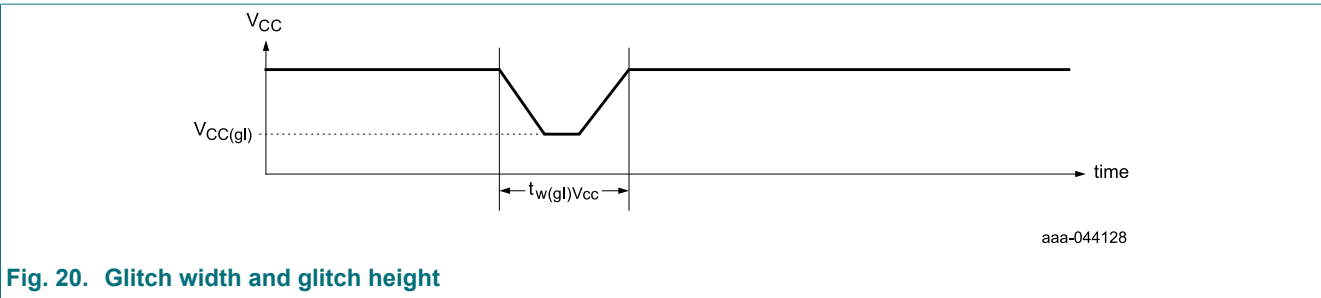 VCC
VCC(gl)
time
tw(gl)Vcc
aaa-044128
Fig. 20. Glitch width and glitch height